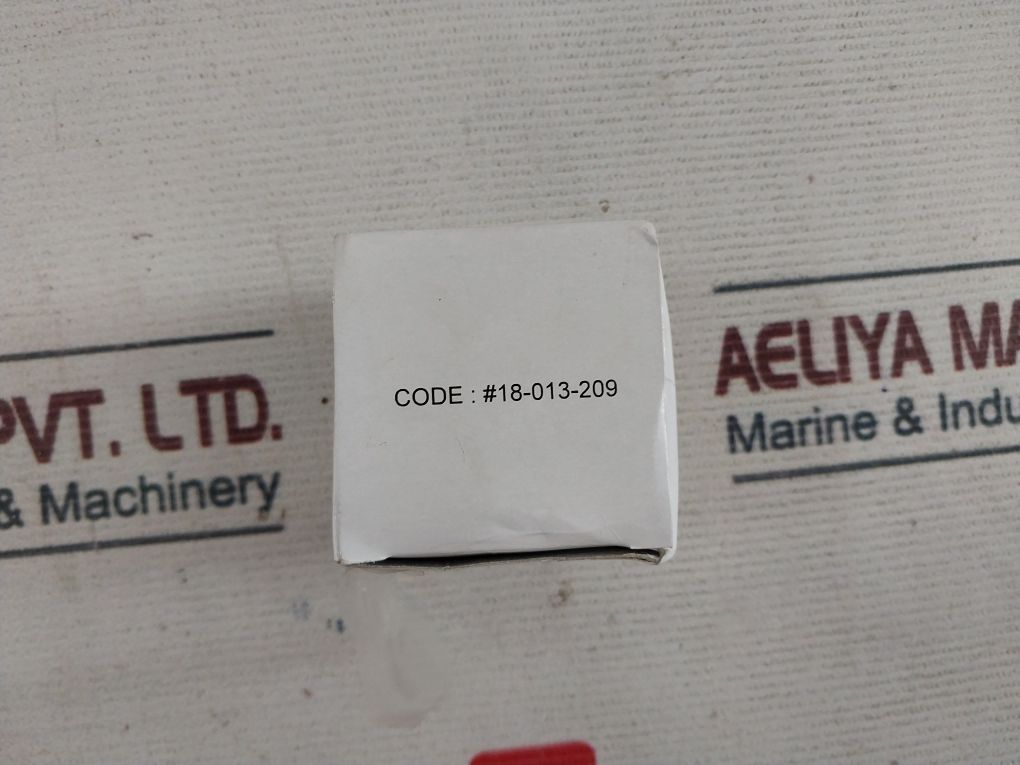 CODE : #18-013-209
PVT. LTD.
& Machinery
AELIYA MA
Marine & Indu